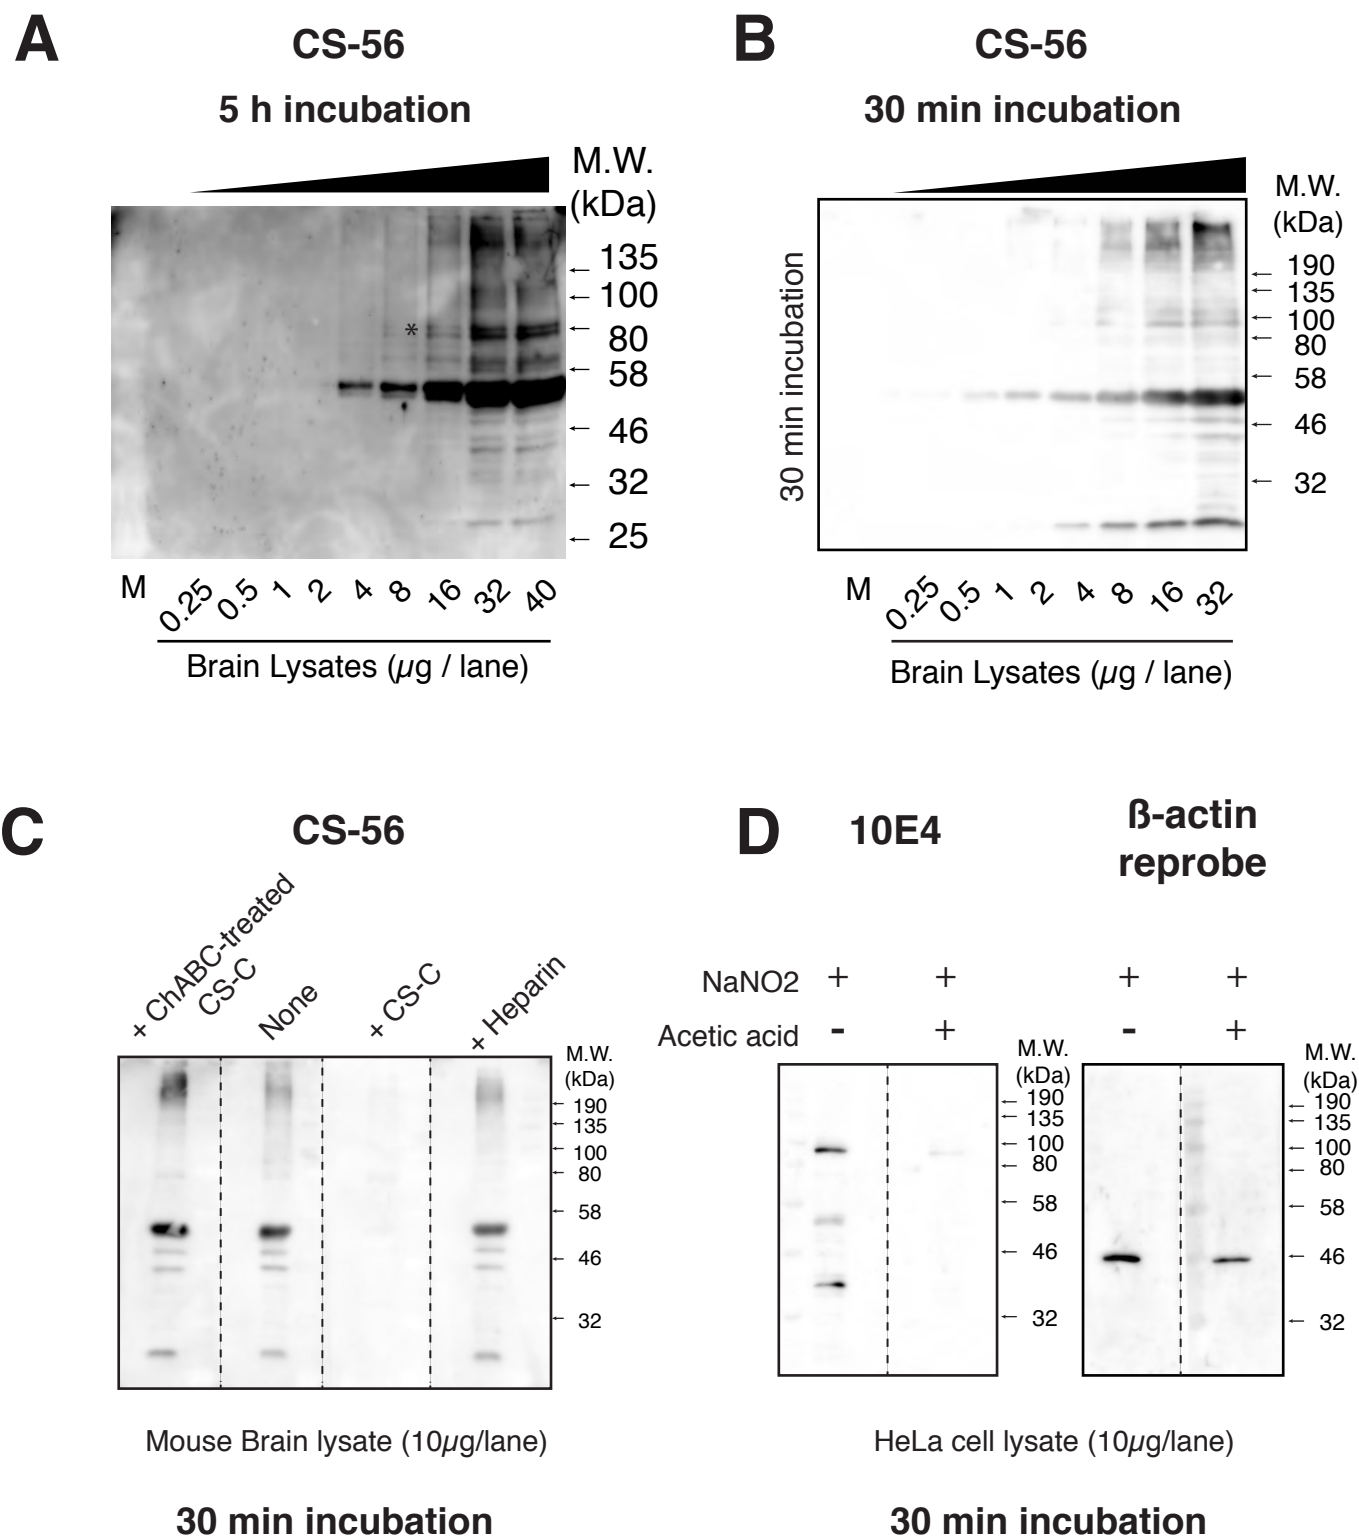 A
CS-56
5 h incubation
M.W.
(kDa)
135
100
80
58
46
32
25
*
M 0.25 0.5 1 2 4 8 16 32 40
Brain Lysates (µg / lane)
B
CS-56
30 min incubation
M.W.
(kDa)
30 min incubation
190
135
100
80
58
46
32
M 0.25 0.5 1 2 4 8 16 32
Brain Lysates (µg / lane)
C
CS-56
+ ChABC-treated
CS-C
None
+ CS-C
+ Heparin
M.W.
(kDa)
190
135
100
80
58
46
32
Mouse Brain lysate (10µg/lane)
30 min incubation
D
10E4
ß-actin
reprobe
NaNO2 + + + +
Acetic acid - + - +
M.W.
(kDa)
190
135
100
80
58
46
32
M.W.
(kDa)
190
135
100
80
58
46
32
HeLa cell lysate (10µg/lane)
30 min incubation